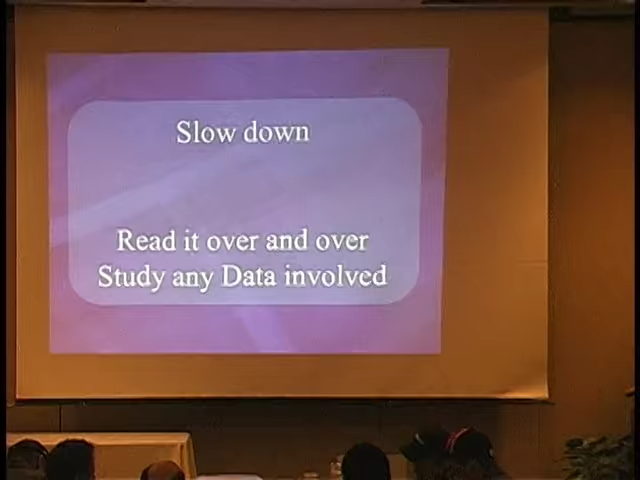 Slow down
Read it over and over
Study any Data involved